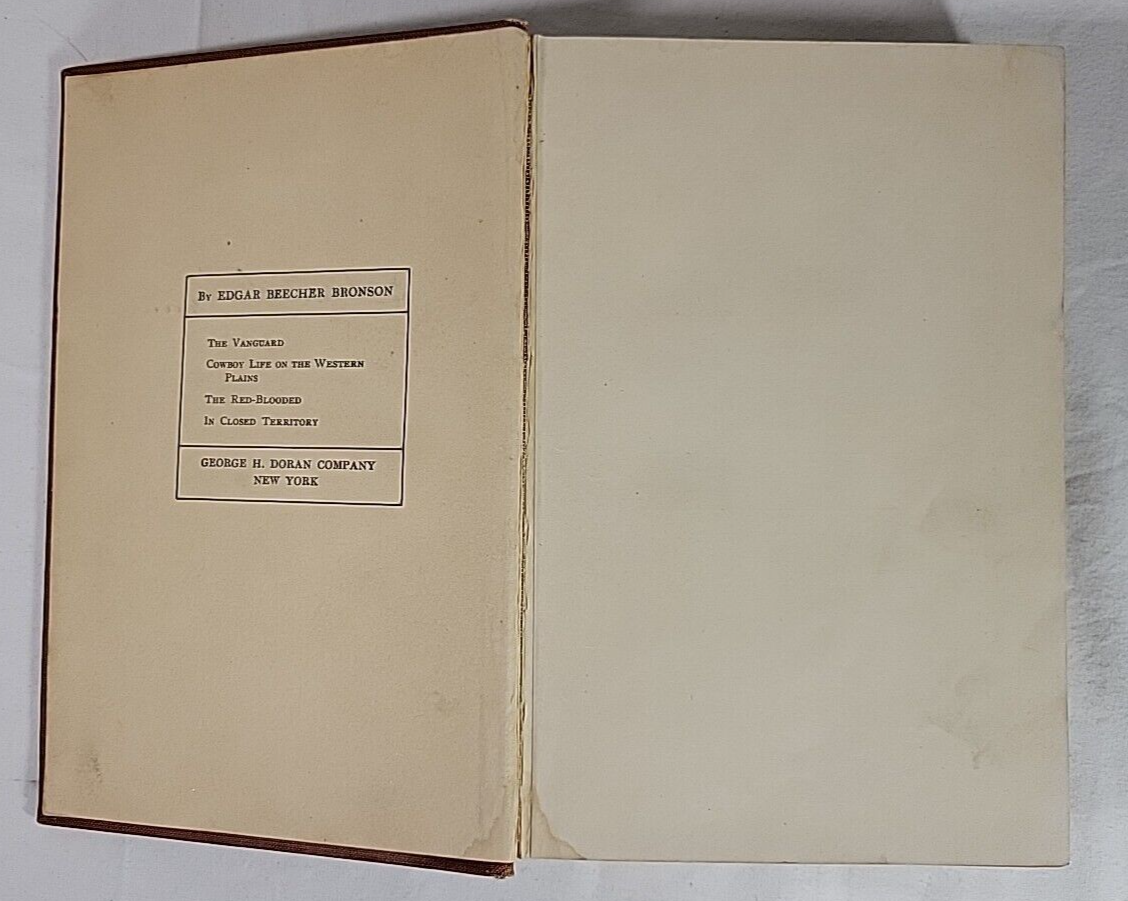 By EDGAR BEECHER BRONSON
The Vanguard
Cowboy Life on the Western
Plains
The Red-Blooded
In Closed Territory
GEORGE H. DORAN COMPANY
NEW YORK